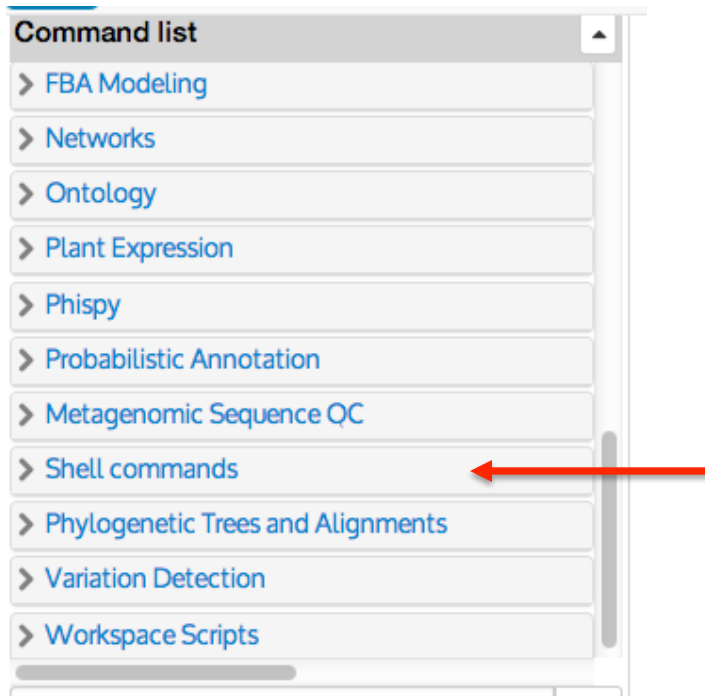 Command list
FBA Modeling
Networks
Ontology
Plant Expression
Phispy
Probabilistic Annotation
Metagenomic Sequence QC
Shell commands
Phylogenetic Trees and Alignments
Variation Detection
Workspace Scripts